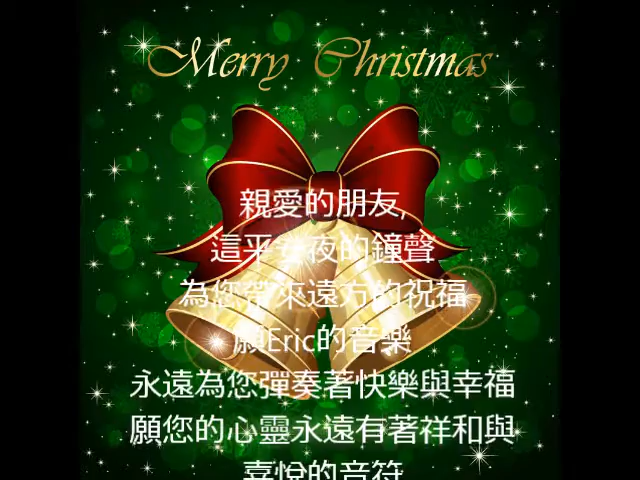 Merry Christmas
親愛的朋友,
這平安夜的鐘聲
為您帶來遠方的祝福
願Eric的音樂
永遠為您彈奏著快樂與幸福
願您的心靈永遠有著祥和與
喜悅的音符